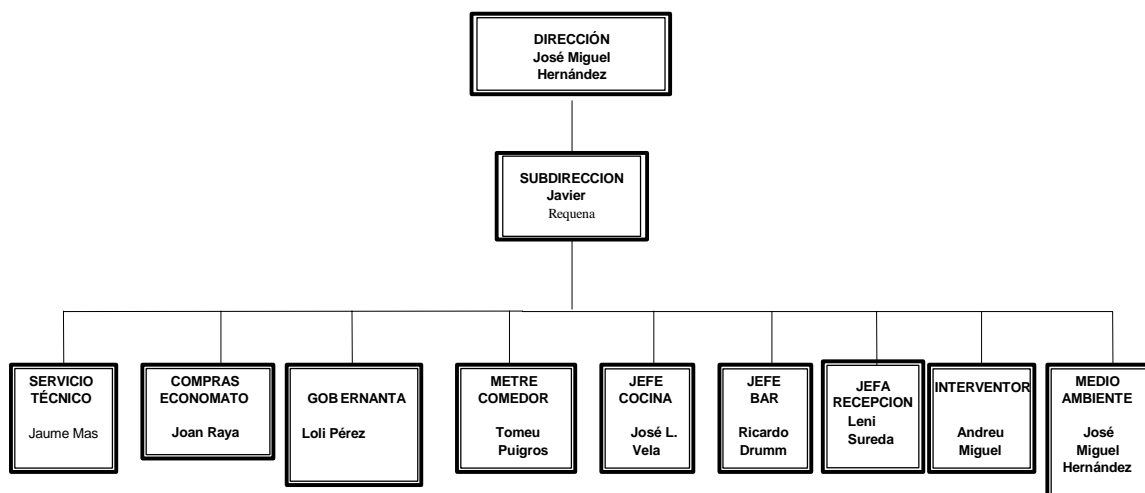 DIRECCIÓN
José Miguel
Hernández
SUBDIRECCION
Javier
Requena
SERVICIO
TÉCNICO
Jaume Mas
COMPRAS
ECONOMATO
Joan Raya
GOB ERNANTA
Loli Pérez
METRE
COMEDOR
Tomeu
Puigros
JEFE
COCINA
José L.
Vela
JEFE
BAR
Ricardo
Drumm
JEFA
RECEPCION
Leni
Sureda
INTERVENTOR
Andreu
Miguel
MEDIO
AMBIENTE
José
Miguel
Hernández